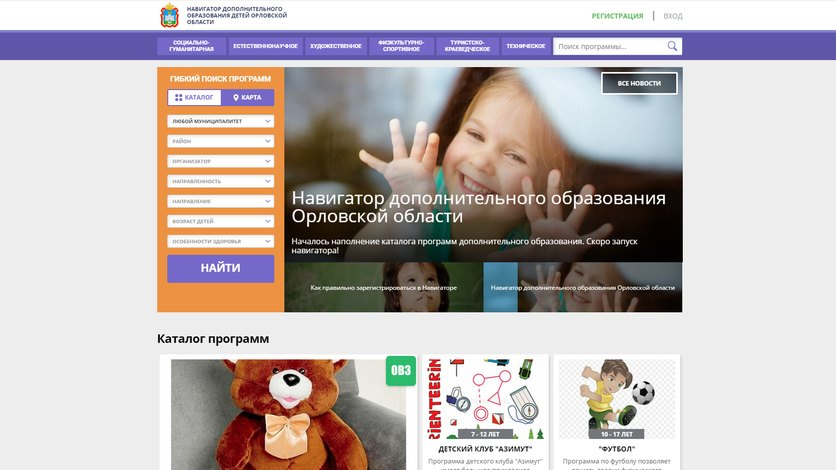 НАВИГАТОР ДОПОЛНИТЕЛЬНОГО
ОБРАЗОВАНИЯ ДЕТЕЙ ОРЛОВСКОЙ
ОБЛАСТИ
РЕГИСТРАЦИЯ
ВХОД
СОЦИАЛЬНО-
ГУМАНИТАРНАЯ
ЕСТЕСТВЕННОНАУЧНОЕ
ХУДОЖЕСТВЕННОЕ
ФИЗКУЛЬТУРНО-
СПОРТИВНОЕ
ТУРИСТСКО-
КРАЕВЕДЧЕСКОЕ
ТЕХНИЧЕСКОЕ
Поиск программы...
ГИБКИЙ ПОИСК ПРОГРАММ
КАТАЛОГ
КАРТА
ЛЮБОЙ МУНИЦИПАЛИТЕТ
РАЙОН
ОРГАНИЗАТОР
НАПРАВЛЕННОСТЬ
НАПРАВЛЕНИЕ
ВОЗРАСТ ДЕТЕЙ
ОСОБЕННОСТИ ЗДОРОВЬЯ
НАЙТИ
ВСЕ НОВОСТИ
Навигатор дополнительного образования
Орловской области
Началось наполнение каталога программ дополнительного образования. Скоро запуск
навигатора!
Как правильно зарегистрироваться в Навигаторе
Навигатор дополнительного образования Орловской области
Каталог программ
ОВЗ
RIENTEERIN
7 - 12 ЛЕТ
10 - 17 ЛЕТ
ДЕТСКИЙ КЛУБ "АЗИМУТ"
"ФУТБОЛ"
Программа детского клуба "Азимут"
Программа по футболу позволяет